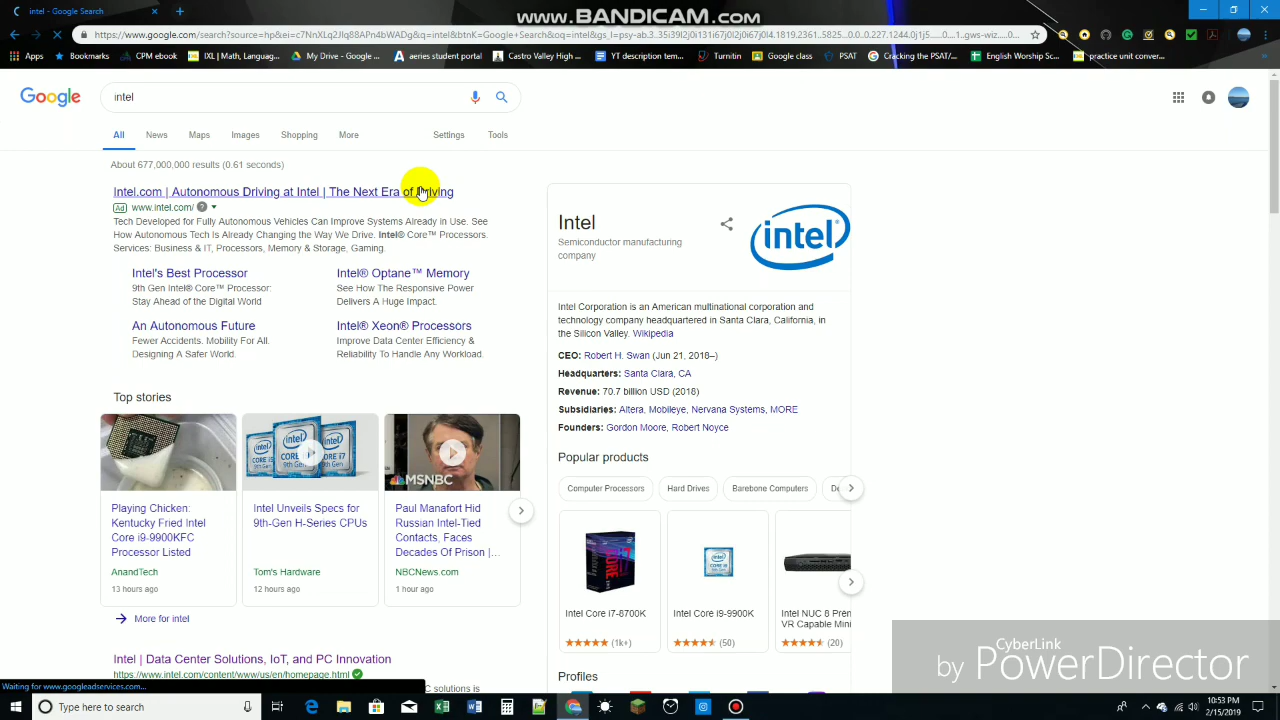 www.BANDICAM.com
intel - Google Search
https://www.google.com/search?source=hp&ei=c7NnXLq2JIq88APn4bWADg&q=intel&btnK=Google+Search&oq=intel&gs_l=psy-ab.3..35i39l2j0i131i67j0l2j0i67j0l4.1819.2361..5825...0.0..0.227.1244.0j1j5......0....1..gws-wiz.....0....
Apps
Bookmarks
CPM ebook
IXL | Math, Languag...
My Drive - Google ...
aeries student portal
Castro Valley High ...
YT description tem...
Turnitin
Google class
PSAT
Cracking the PSAT/...
English Worship Sc...
practice unit conver...
»
Google
intel
All News Maps Images Shopping More Settings Tools
About 677,000,000 results (0.61 seconds)
Intel.com | Autonomous Driving at Intel | The Next Era of Driving
Ad www.intel.com/
Tech Developed for Fully Autonomous Vehicles Can Improve Systems Already in Use. See
How Autonomous Tech Is Already Changing the Way We Drive. Intel® Core™ Processors.
Services: Business & IT, Processors, Memory & Storage, Gaming.
Intel's Best Processor
9th Gen Intel® Core™ Processor:
Stay Ahead of the Digital World
Intel® Optane™ Memory
See How The Responsive Power
Delivers A Huge Impact.
An Autonomous Future
Fewer Accidents. Mobility For All.
Designing A Safer World.
Intel® Xeon® Processors
Improve Data Center Efficiency &
Reliability To Handle Any Workload.
Top stories
MSNBC
Playing Chicken:
Kentucky Fried Intel
Core i9-9900KFC
Processor Listed
AnandTech
13 hours ago
Intel Unveils Specs for
9th-Gen H-Series CPUs
Tom's Hardware
12 hours ago
Paul Manafort Hid
Russian Intel-Tied
Contacts, Faces
Decades Of Prison |...
NBCNews.com
1 hour ago
More for intel
Intel | Data Center Solutions, IoT, and PC Innovation
https://www.intel.com/content/www/us/en/homepage.html
Intel
Semiconductor manufacturing
company
intel
Intel Corporation is an American multinational corporation and
technology company headquartered in Santa Clara, California, in
the Silicon Valley. Wikipedia
CEO: Robert H. Swan (Jun 21, 2018–)
Headquarters: Santa Clara, CA
Revenue: 70.7 billion USD (2018)
Subsidiaries: Altera, Mobileye, Nervana Systems, MORE
Founders: Gordon Moore, Robert Noyce
Popular products
Computer Processors
Hard Drives
Barebone Computers
Intel Core i7-8700K
(1k+)
Intel Core i9-9900K
(50)
Intel NUC 8 Prem
VR Capable Mini
(20)
Profiles
CyberLink
by PowerDirector
Waiting for www.googleadservices.com...
Type here to search
10:53 PM
2/15/2019